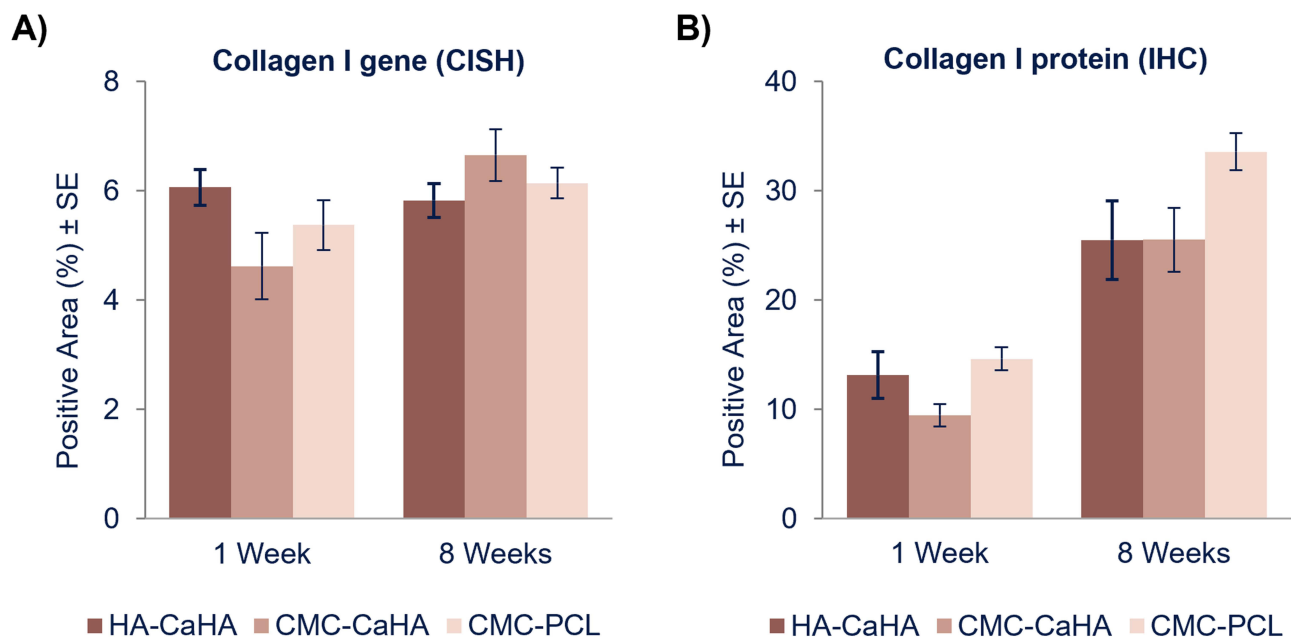 A)
Collagen I gene (CISH)
Positive Area (%) ± SE
8
6
4
2
0
1 Week
8 Weeks
HA-CaHA CMC-CaHA CMC-PCL
B)
Collagen I protein (IHC)
Positive Area (%) ± SE
40
30
20
10
0
1 Week
8 Weeks
HA-CaHA CMC-CaHA CMC-PCL